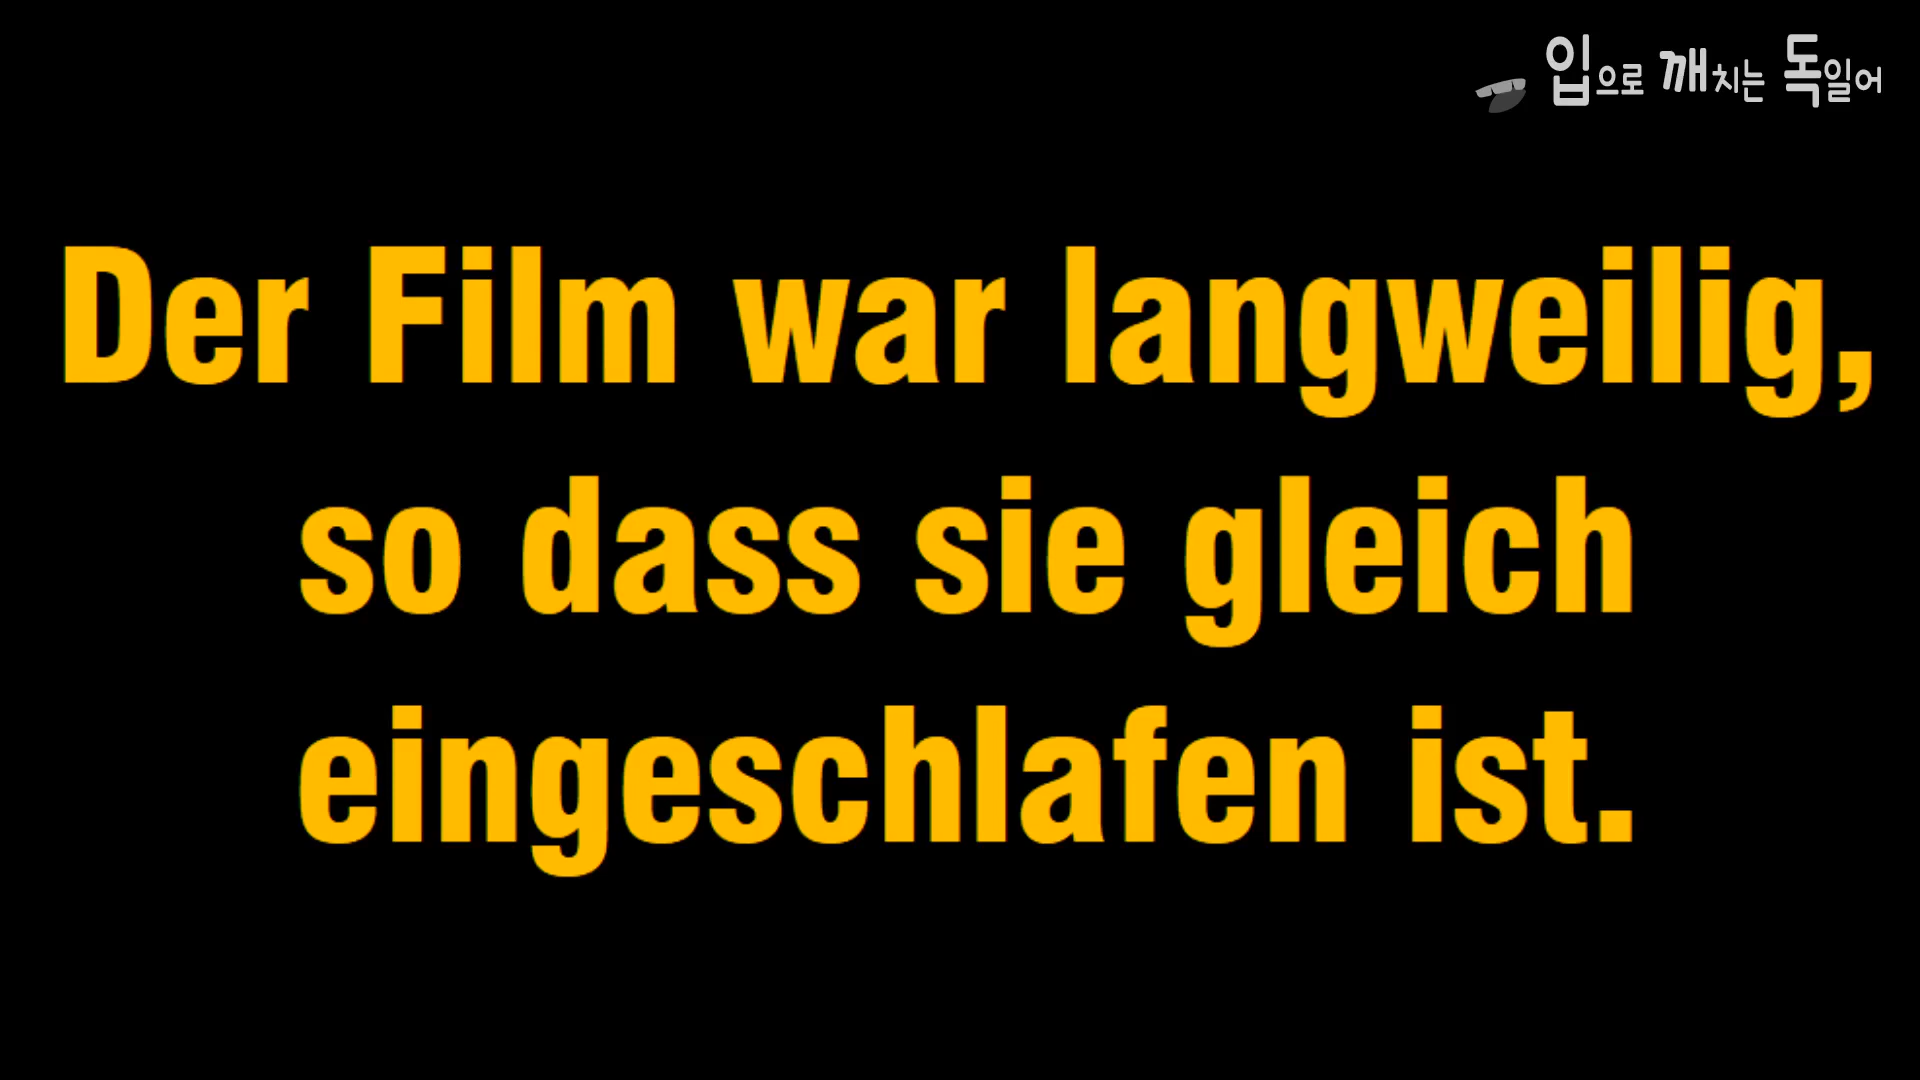 입으로 깨치는 독일어
Der Film war langweilig,
so dass sie gleich
eingeschlafen ist.